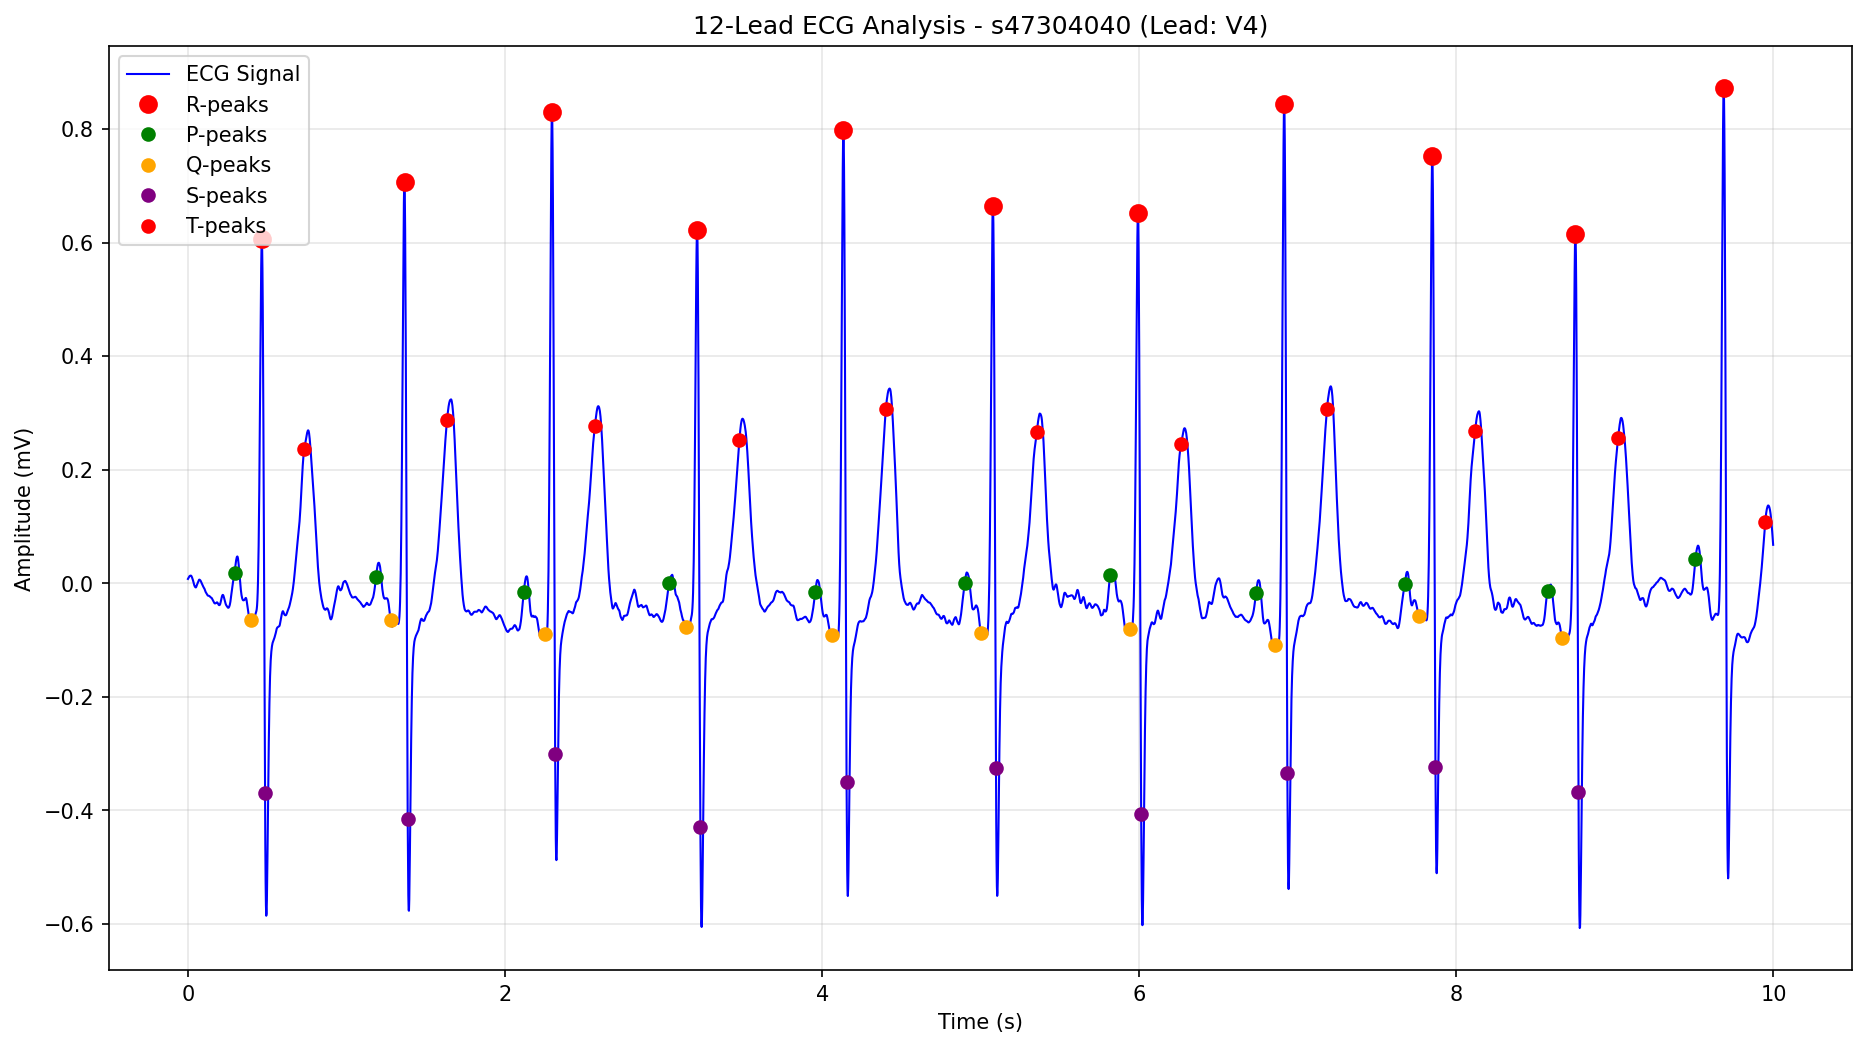 12-Lead ECG Analysis - s47304040 (Lead: V4)
ECG Signal
R-peaks
P-peaks
Q-peaks
S-peaks
T-peaks
Amplitude (mV)
0.8
0.6
0.4
0.2
0.0
−0.2
−0.4
−0.6
0 2 4 6 8 10
Time (s)